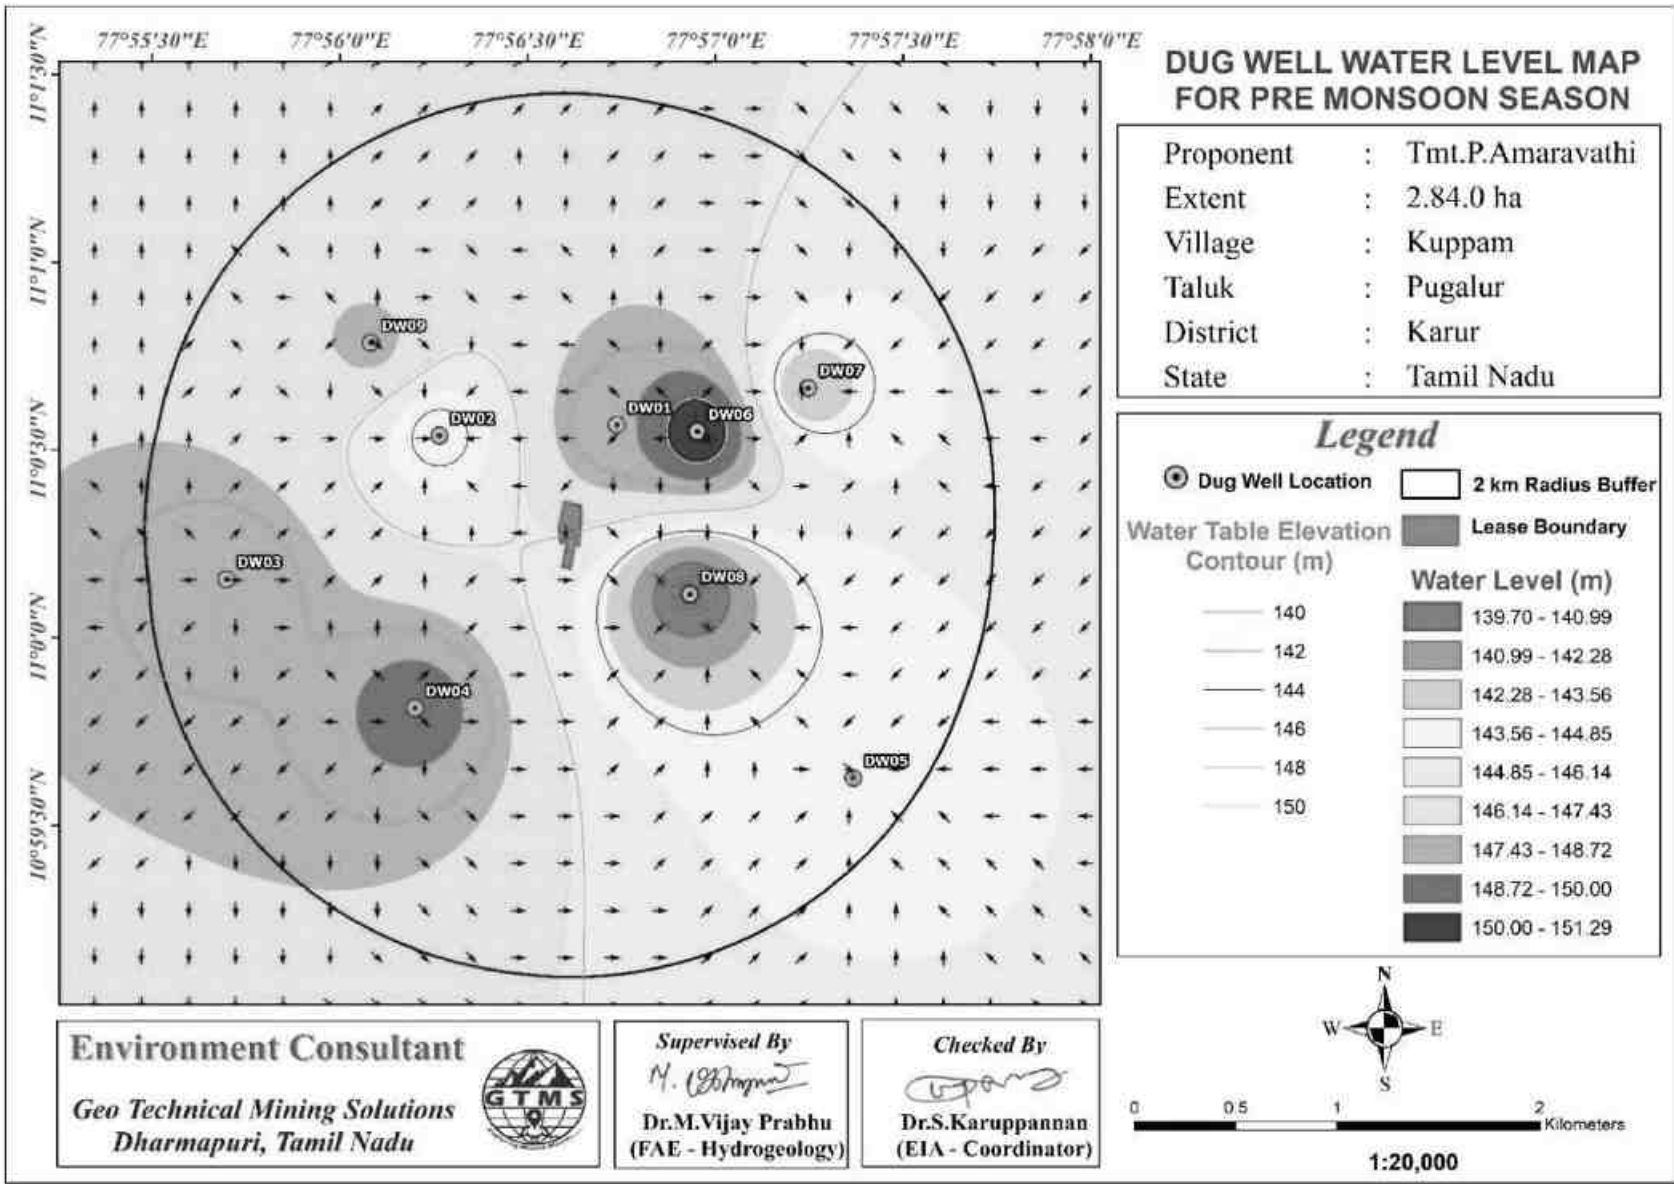 77°55'30"E 77°56'0"E 77°56'30"E 77°57'0"E 77°57'30"E 77°58'0"E
11°1'30"N
11°1'0"N
11°0'30"N
11°0'0"N
10°59'30"N
DW09
DW02
DW01
DW06
DW07
DW03
DW08
DW04
DW05
DUG WELL WATER LEVEL MAP
FOR PRE MONSOON SEASON
Proponent : Tmt.P.Amaravathi
Extent : 2.84.0 ha
Village : Kuppam
Taluk : Pugalur
District : Karur
State : Tamil Nadu
Legend
Dug Well Location
2 km Radius Buffer
Lease Boundary
Water Table Elevation
Contour (m)
140
142
144
146
148
150
Water Level (m)
139.70 - 140.99
140.99 - 142.28
142.28 - 143.56
143.56 - 144.85
144.85 - 146.14
146.14 - 147.43
147.43 - 148.72
148.72 - 150.00
150.00 - 151.29
N
W E
S
0 0.5 1 2
Kilometers
1:20,000
Environment Consultant
Geo Technical Mining Solutions
Dharmapuri, Tamil Nadu
GTMS
Supervised By
Dr.M.Vijay Prabhu
(FAE - Hydrogeology)
Checked By
Dr.S.Karuppannan
(EIA - Coordinator)